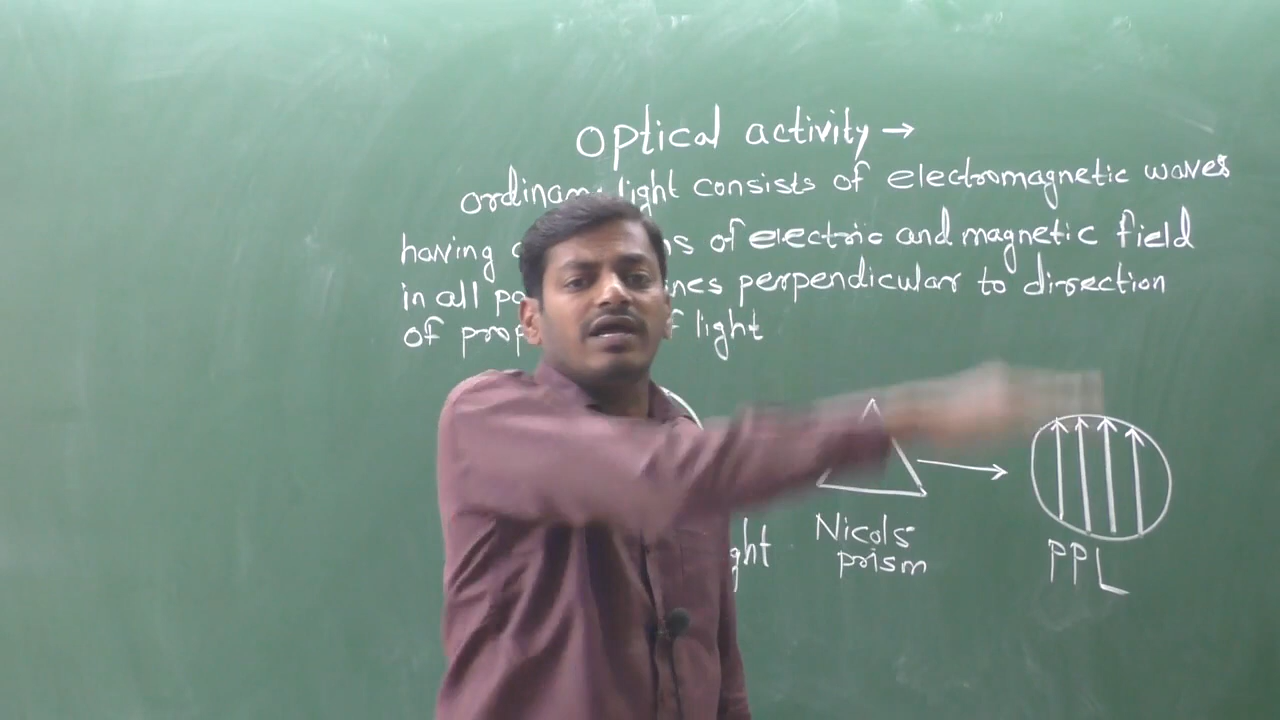 optical activity →
light consists of electromagnetic waves
having of electric and magnetic field
in all perpendicular to direction
of light
Nicols
prism
PPL